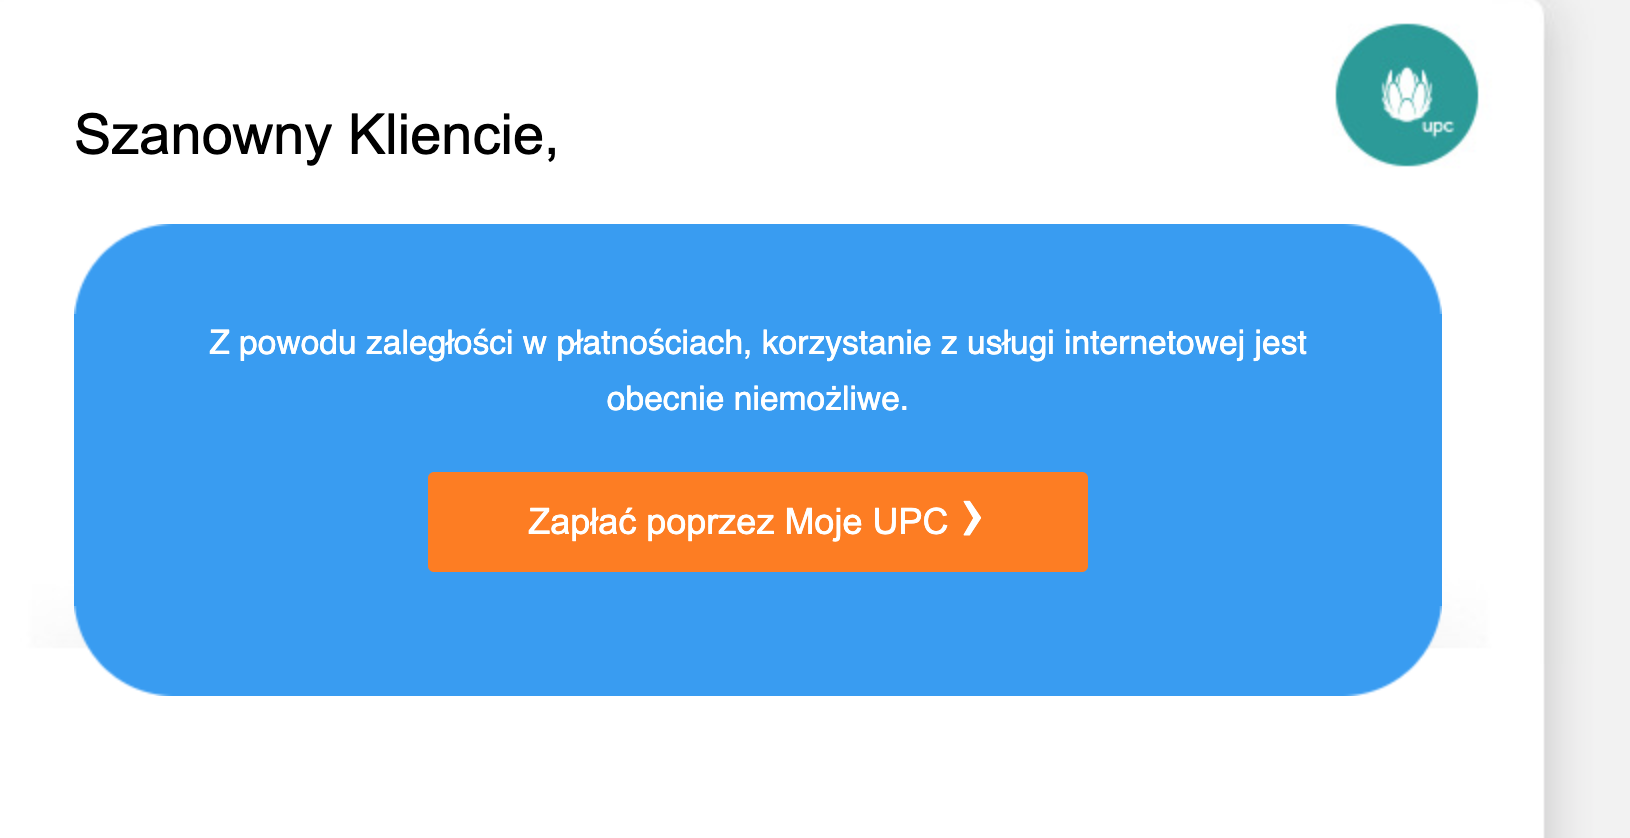 upc
Szanowny Kliencie,
Z powodu zaległości w płatnościach, korzystanie z usługi internetowej jest
obecnie niemożliwe.
Zapłać poprzez Moje UPC ❯